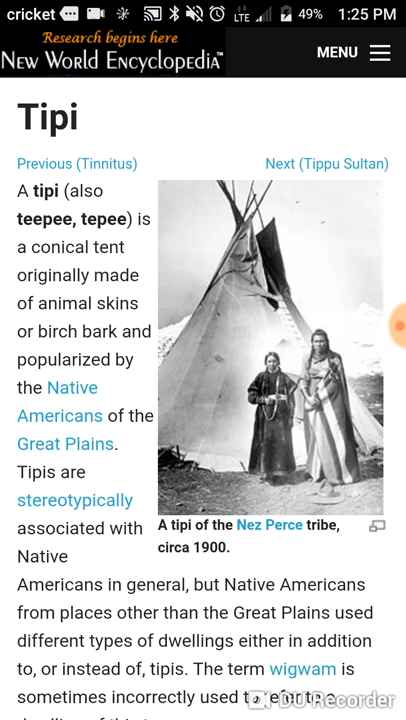 cricket LTE 49% 1:25 PM
Research begins here
NEW WORLD ENCYCLOPEDIA™
MENU
Tipi
Previous (Tinnitus) Next (Tippu Sultan)
A tipi (also
teepee, tepee) is
a conical tent
originally made
of animal skins
or birch bark and
popularized by
the Native
Americans of the
Great Plains.
Tipis are
stereotypically
associated with
Native
A tipi of the Nez Perce tribe,
circa 1900.
Americans in general, but Native Americans
from places other than the Great Plains used
different types of dwellings either in addition
to, or instead of, tipis. The term wigwam is
sometimes incorrectly used
DU Recorder